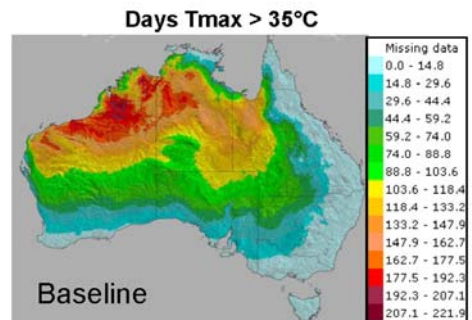 Days Tmax > 35°C
Missing data
0.0 - 14.8
14.8 - 29.6
29.6 - 44.4
44.4 - 59.2
59.2 - 74.0
74.0 - 88.8
88.8 - 103.6
103.6 - 118.4
118.4 - 133.2
133.2 - 147.9
147.9 - 162.7
162.7 - 177.5
177.5 - 192.3
192.3 - 207.1
207.1 - 221.9
Baseline